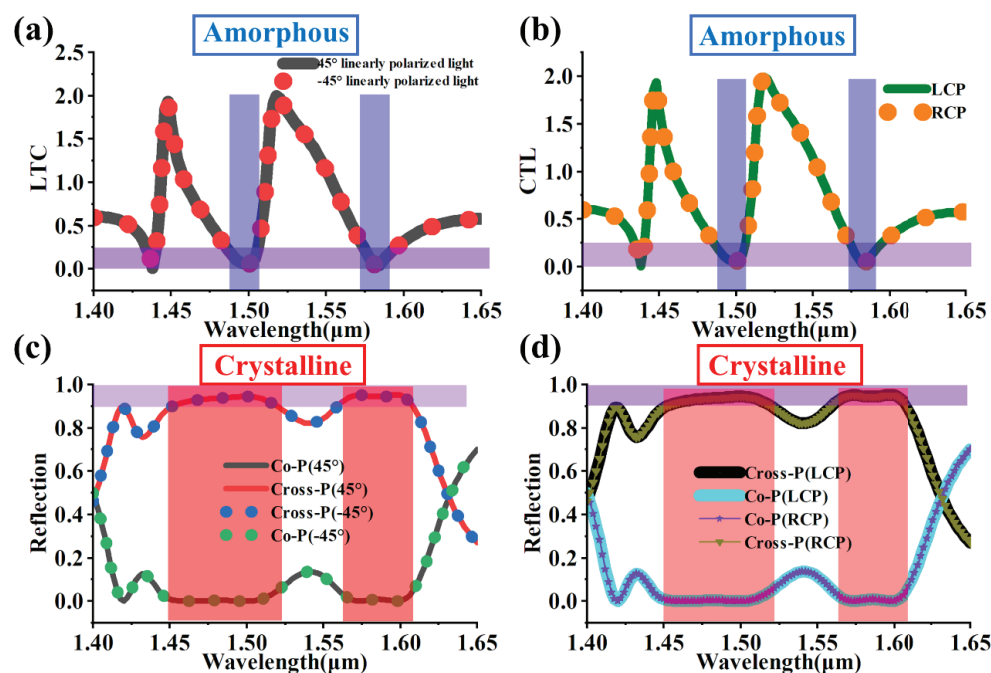 (a)
Amorphous
45° linearly polarized light
-45° linearly polarized light
LTC
2.5
2.0
1.5
1.0
0.5
0.0
1.40 1.45 1.50 1.55 1.60 1.65
Wavelength(μm)
(b)
Amorphous
LCP
RCP
CTL
2.5
2.0
1.5
1.0
0.5
0.0
1.40 1.45 1.50 1.55 1.60 1.65
Wavelength(μm)
(c)
Crystalline
Co-P(45°)
Cross-P(45°)
Cross-P(-45°)
Co-P(-45°)
Reflection
1.0
0.8
0.6
0.4
0.2
0.0
1.40 1.45 1.50 1.55 1.60 1.65
Wavelength(μm)
(d)
Crystalline
Cross-P(LCP)
Co-P(LCP)
Co-P(RCP)
Cross-P(RCP)
Reflection
1.0
0.8
0.6
0.4
0.2
0.0
1.40 1.45 1.50 1.55 1.60 1.65
Wavelength(μm)